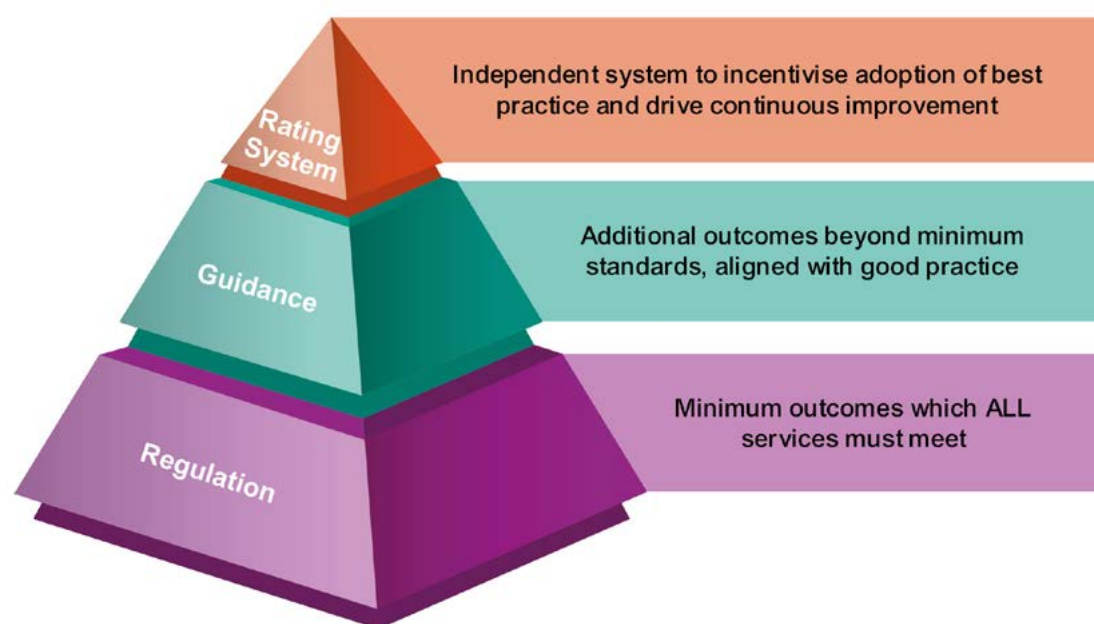 Rating
System
Independent system to incentivise adoption of best
practice and drive continuous improvement
Guidance
Additional outcomes beyond minimum
standards, aligned with good practice
Regulation
Minimum outcomes which ALL
services must meet